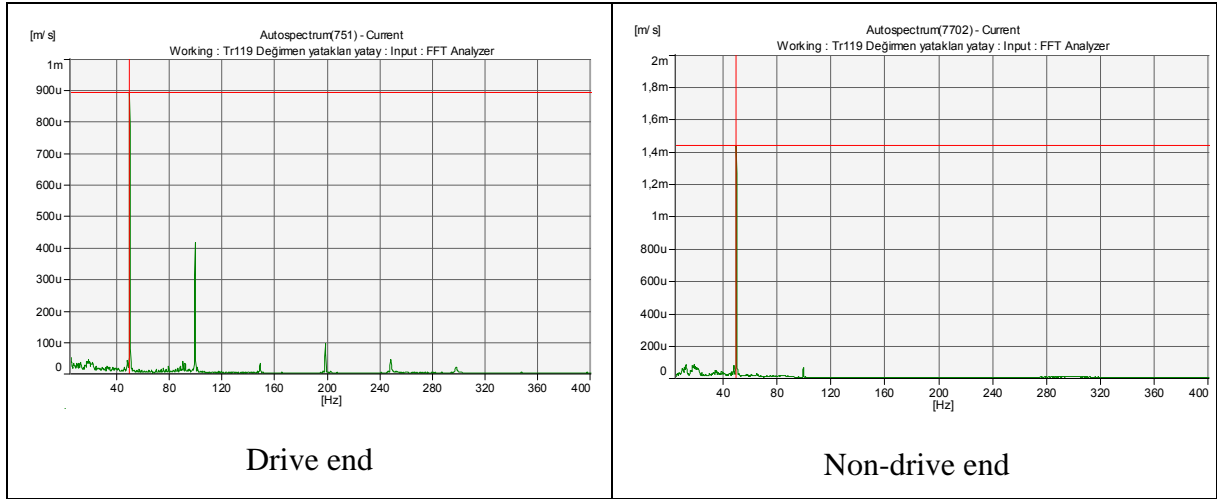 [m/s] Autospectrum(751) - Current
Working : Tr119 Değirmen yatakları yatay : Input : FFT Analyzer
1m
900u
800u
700u
600u
500u
400u
300u
200u
100u
0
40 80 120 160 200 240 280 320 360 400
[Hz]
Drive end
[m/s] Autospectrum(7702) - Current
Working : Tr119 Değirmen yatakları yatay : Input : FFT Analyzer
2m
1,8m
1,6m
1,4m
1,2m
1m
800u
600u
400u
200u
0
40 80 120 160 200 240 280 320 360 400
[Hz]
Non-drive end